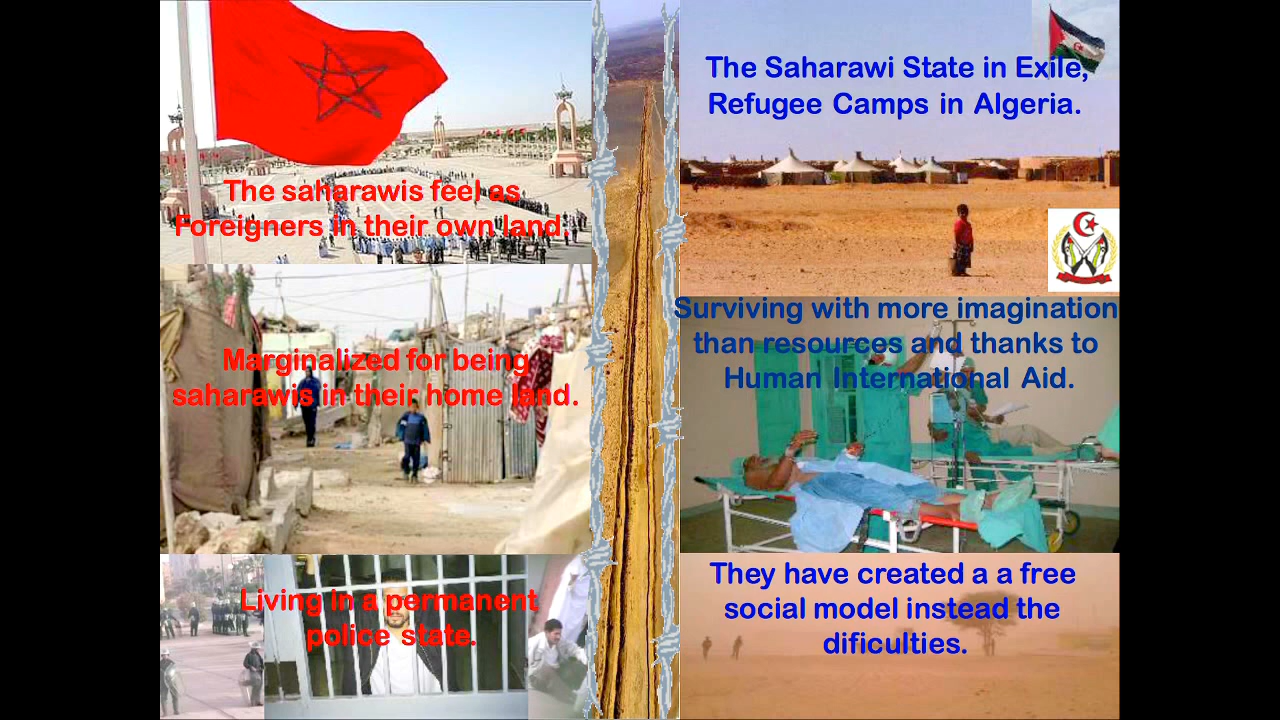 The saharawis feel as
Foreigners in their own land.
Marginalized for being
saharawis in their home land.
Living in a permanent
police state.
The Saharawi State in Exile,
Refugee Camps in Algeria.
Surviving with more imagination
than resources and thanks to
Human International Aid.
They have created a a free
social model instead the
dificulties.